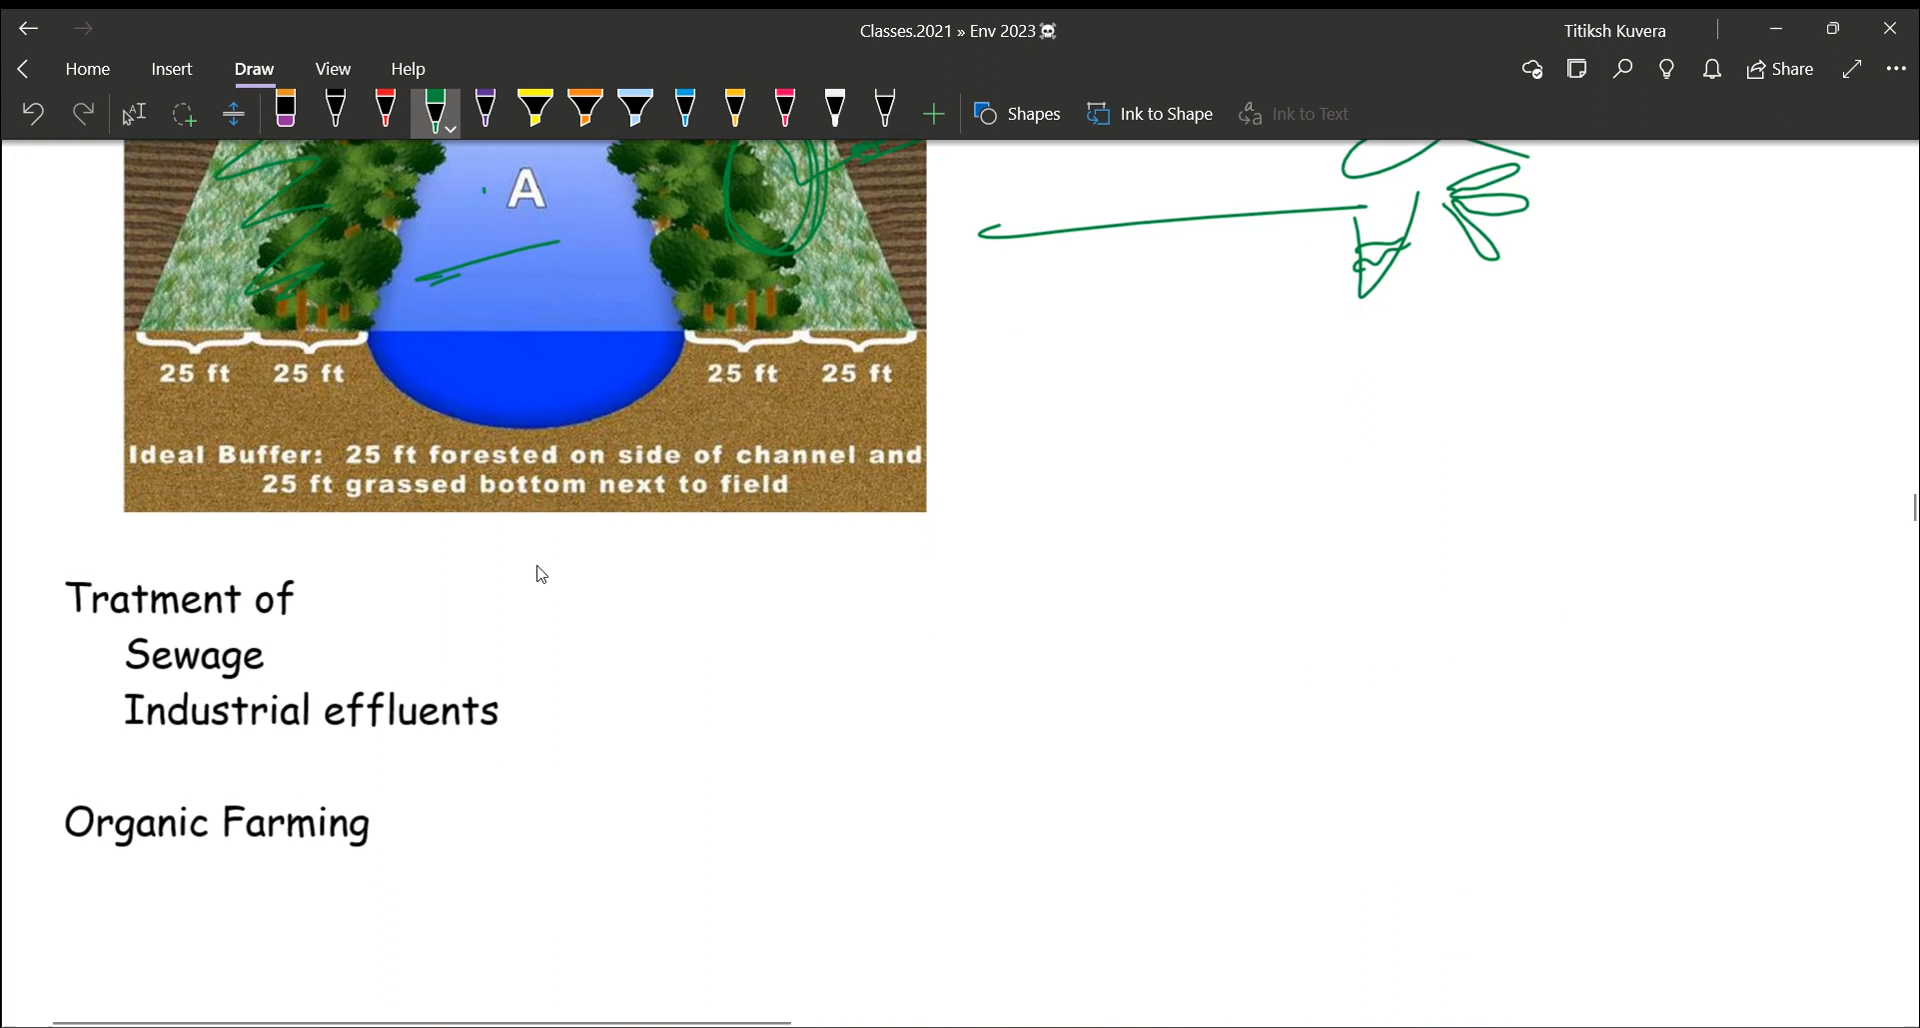 Classes.2021 » Env 2023☠
Titiksh Kuvera
Home
Insert
Draw
View
Help
Share
Shapes
Ink to Shape
Ink to Text
A
25 ft
25 ft
25 ft
25 ft
Ideal Buffer: 25 ft forested on side of channel and
25 ft grassed bottom next to field
Tratment of
Sewage
Industrial effluents
Organic Farming